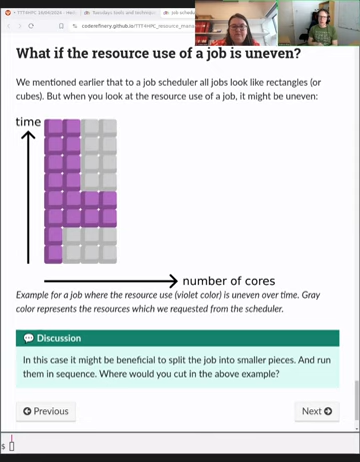 coderefinery.github.io/TTT4HPC_resource_mana
What if the resource use of a job is uneven?
We mentioned earlier that to a job scheduler all jobs look like rectangles (or
cubes). But when you look at the resource use of a job, it might be uneven:
time
number of cores
Example for a job where the resource use (violet color) is uneven over time. Gray
color represents the resources which we requested from the scheduler.
Discussion
In this case it might be beneficial to split the job into smaller pieces. And run
them in sequence. Where would you cut in the above example?
Previous
Next
$